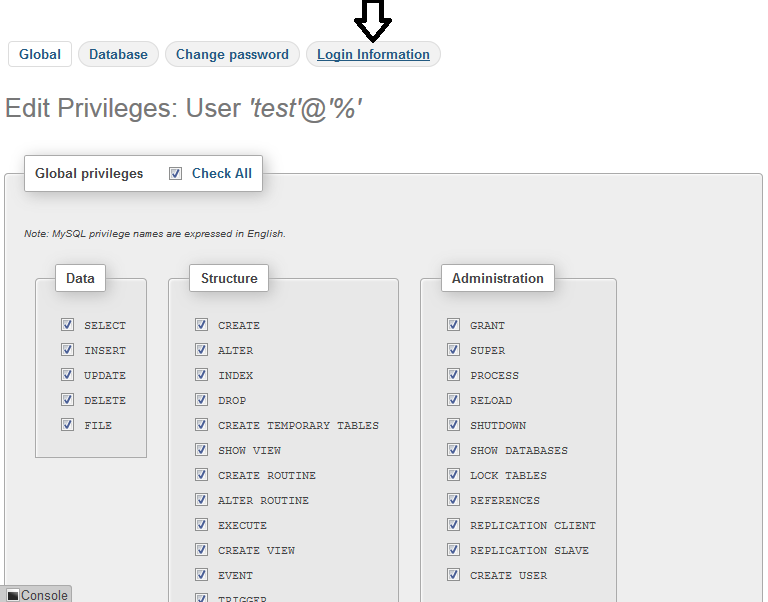 Global Database Change password Login Information
Edit Privileges: User 'test'@'%'
Global privileges Check All
Note: MySQL privilege names are expressed in English.
Data
SELECT
INSERT
UPDATE
DELETE
FILE
Structure
CREATE
ALTER
INDEX
DROP
CREATE TEMPORARY TABLES
SHOW VIEW
CREATE ROUTINE
ALTER ROUTINE
EXECUTE
CREATE VIEW
EVENT
TRIGGER
Administration
GRANT
SUPER
PROCESS
RELOAD
SHUTDOWN
SHOW DATABASES
LOCK TABLES
REFERENCES
REPLICATION CLIENT
REPLICATION SLAVE
CREATE USER
Console